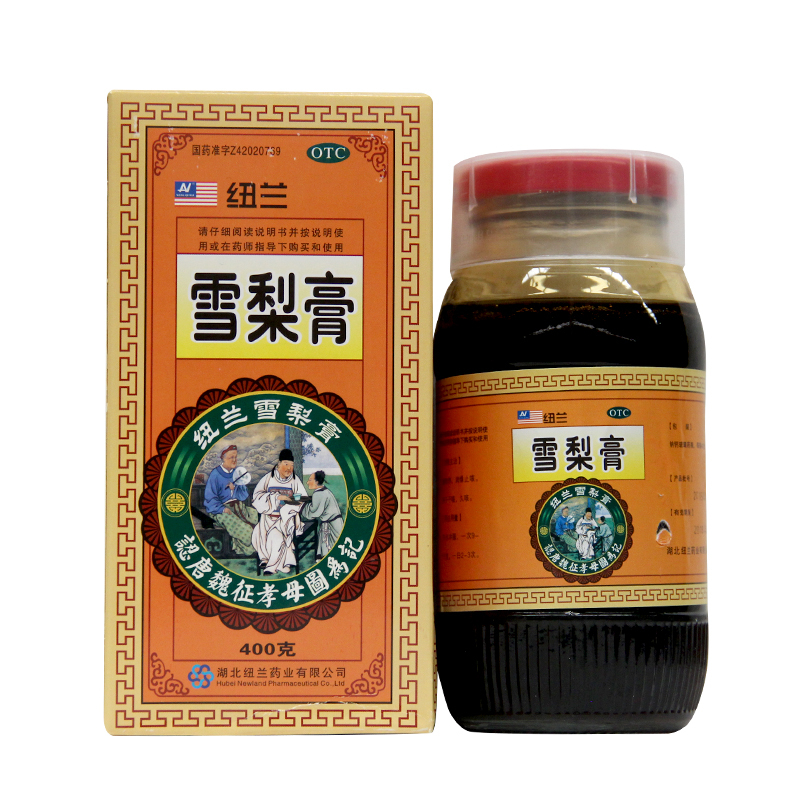 国药准字Z42020739
OTC
纽兰
请仔细阅读说明书并按说明使
用或在药师指导下购买和使用
雪梨膏
纽兰雪梨膏
認唐魏征孝母圖為記
400克
湖北纽兰药业有限公司
Hubei Newland Pharmaceutical Co.,Ltd
纽兰
OTC
雪梨膏
纽兰雪梨膏
認唐魏征孝母圖為記